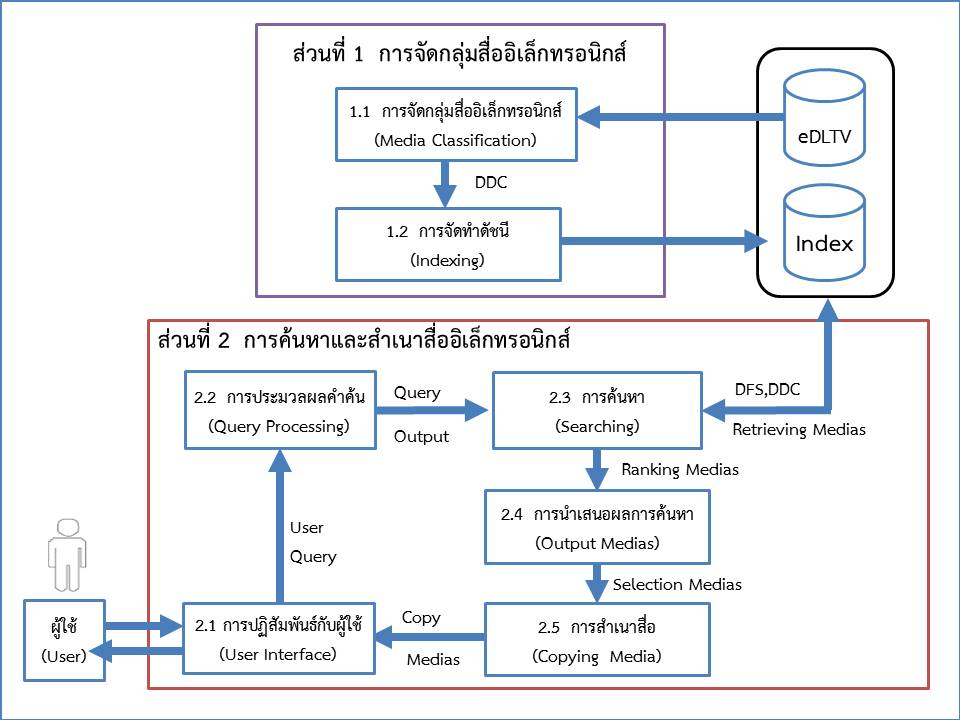 ส่วนที่ 1 การจัดกลุ่มสื่ออิเล็กทรอนิกส์
1.1 การจัดกลุ่มสื่ออิเล็กทรอนิกส์
(Media Classification)
eDLTV
DDC
1.2 การจัดทำดัชนี
(Indexing)
Index
ส่วนที่ 2 การค้นหาและสำเนาสื่ออิเล็กทรอนิกส์
2.2 การประมวลผลคำค้น
(Query Processing)
Query
Output
2.3 การค้นหา
(Searching)
DFS,DDC
Retrieving Medias
Ranking Medias
2.4 การนำเสนอผลการค้นหา
(Output Medias)
User
Query
Selection Medias
ผู้ใช้
(User)
2.1 การปฏิสัมพันธ์กับผู้ใช้
(User Interface)
Copy
Medias
2.5 การสำเนาสื่อ
(Copying Media)